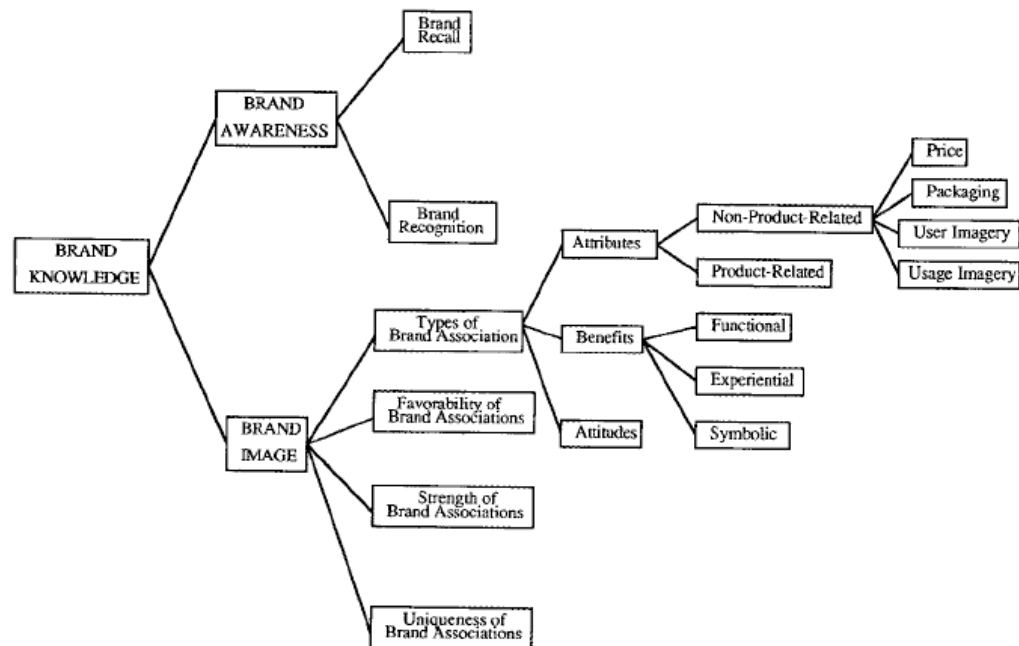 Brand
Recall
BRAND
AWARENESS
Brand
Recognition
BRAND
KNOWLEDGE
Price
Packaging
Non-Product-Related
User Imagery
Attributes
Product-Related
Usage Imagery
Types of
Brand Association
Benefits
Functional
Experiential
Attitudes
Symbolic
Favorability of
Brand Associations
BRAND
IMAGE
Strength of
Brand Associations
Uniqueness of
Brand Associations